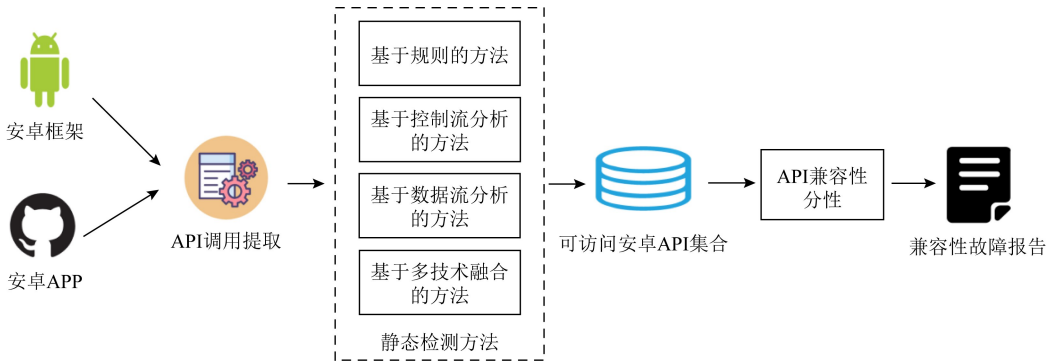 安卓框架
安卓APP
API调用提取
基于规则的方法
基于控制流分析
的方法
基于数据流分析
的方法
基于多技术融合
的方法
静态检测方法
可访问安卓API集合
API兼容性
分性
兼容性故障报告